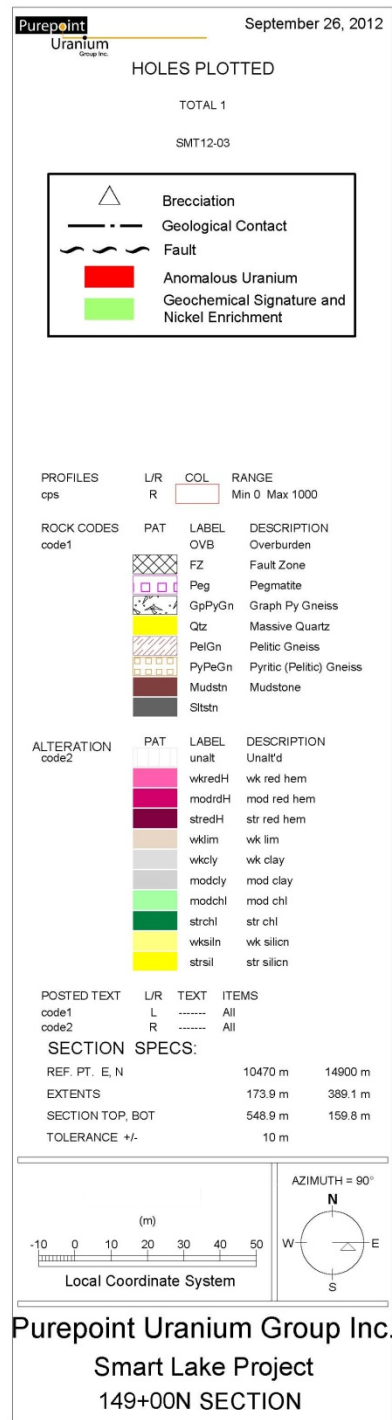 Purepoint
Uranium
Group Inc.
September 26, 2012
HOLES PLOTTED
TOTAL 1
SMT12-03
Brecciation
Geological Contact
Fault
Anomalous Uranium
Geochemical Signature and
Nickel Enrichment
PROFILES L/R COL RANGE
cps R Min 0 Max 1000
ROCK CODES PAT LABEL DESCRIPTION
code1 OVB Overburden
FZ Fault Zone
Peg Pegmatite
GpPyGn Graph Py Gneiss
Qtz Massive Quartz
PelGn Pelitic Gneiss
PyPeGn Pyritic (Pelitic) Gneiss
Mudstn Mudstone
Sltstn
ALTERATION PAT LABEL DESCRIPTION
code2 unalt Unalt'd
wkredH wk red hem
modrdH mod red hem
stredH str red hem
wklim wk lim
wkcly wk clay
modcly mod clay
modchl mod chl
strchl str chl
wksiln wk silicn
strsil str silicn
POSTED TEXT L/R TEXT ITEMS
code1 L ------- All
code2 R ------- All
SECTION SPECS:
REF. PT. E, N 10470 m 14900 m
EXTENTS 173.9 m 389.1 m
SECTION TOP, BOT 548.9 m 159.8 m
TOLERANCE +/- 10 m
(m)
-10 0 10 20 30 40 50
Local Coordinate System
AZIMUTH = 90°
N
W E
S
Purepoint Uranium Group Inc.
Smart Lake Project
149+00N SECTION